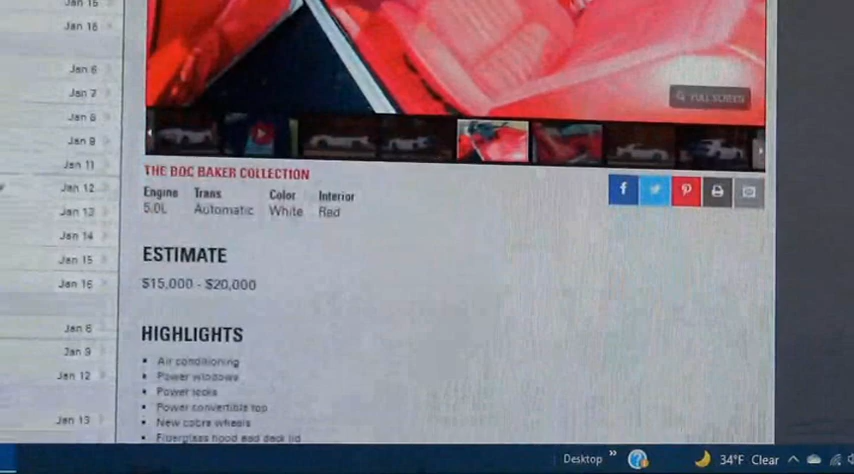 Jan 15
Jan 16
Jan 6
Jan 7
Jan 8
Jan 9
Jan 11
Jan 12
Jan 13
Jan 14
Jan 15
Jan 16
Jan 6
Jan 9
Jan 12
Jan 13
FULL SCREEN
THE DOC BAKER COLLECTION
Engine Trans Color Interior
5.0L Automatic White Red
ESTIMATE
$15,000 - $20,000
HIGHLIGHTS
Air conditioning
Power windows
Power locks
Power convertible top
New cobra wheels
Fiberglass hood and deck lid
Desktop
34°F Clear